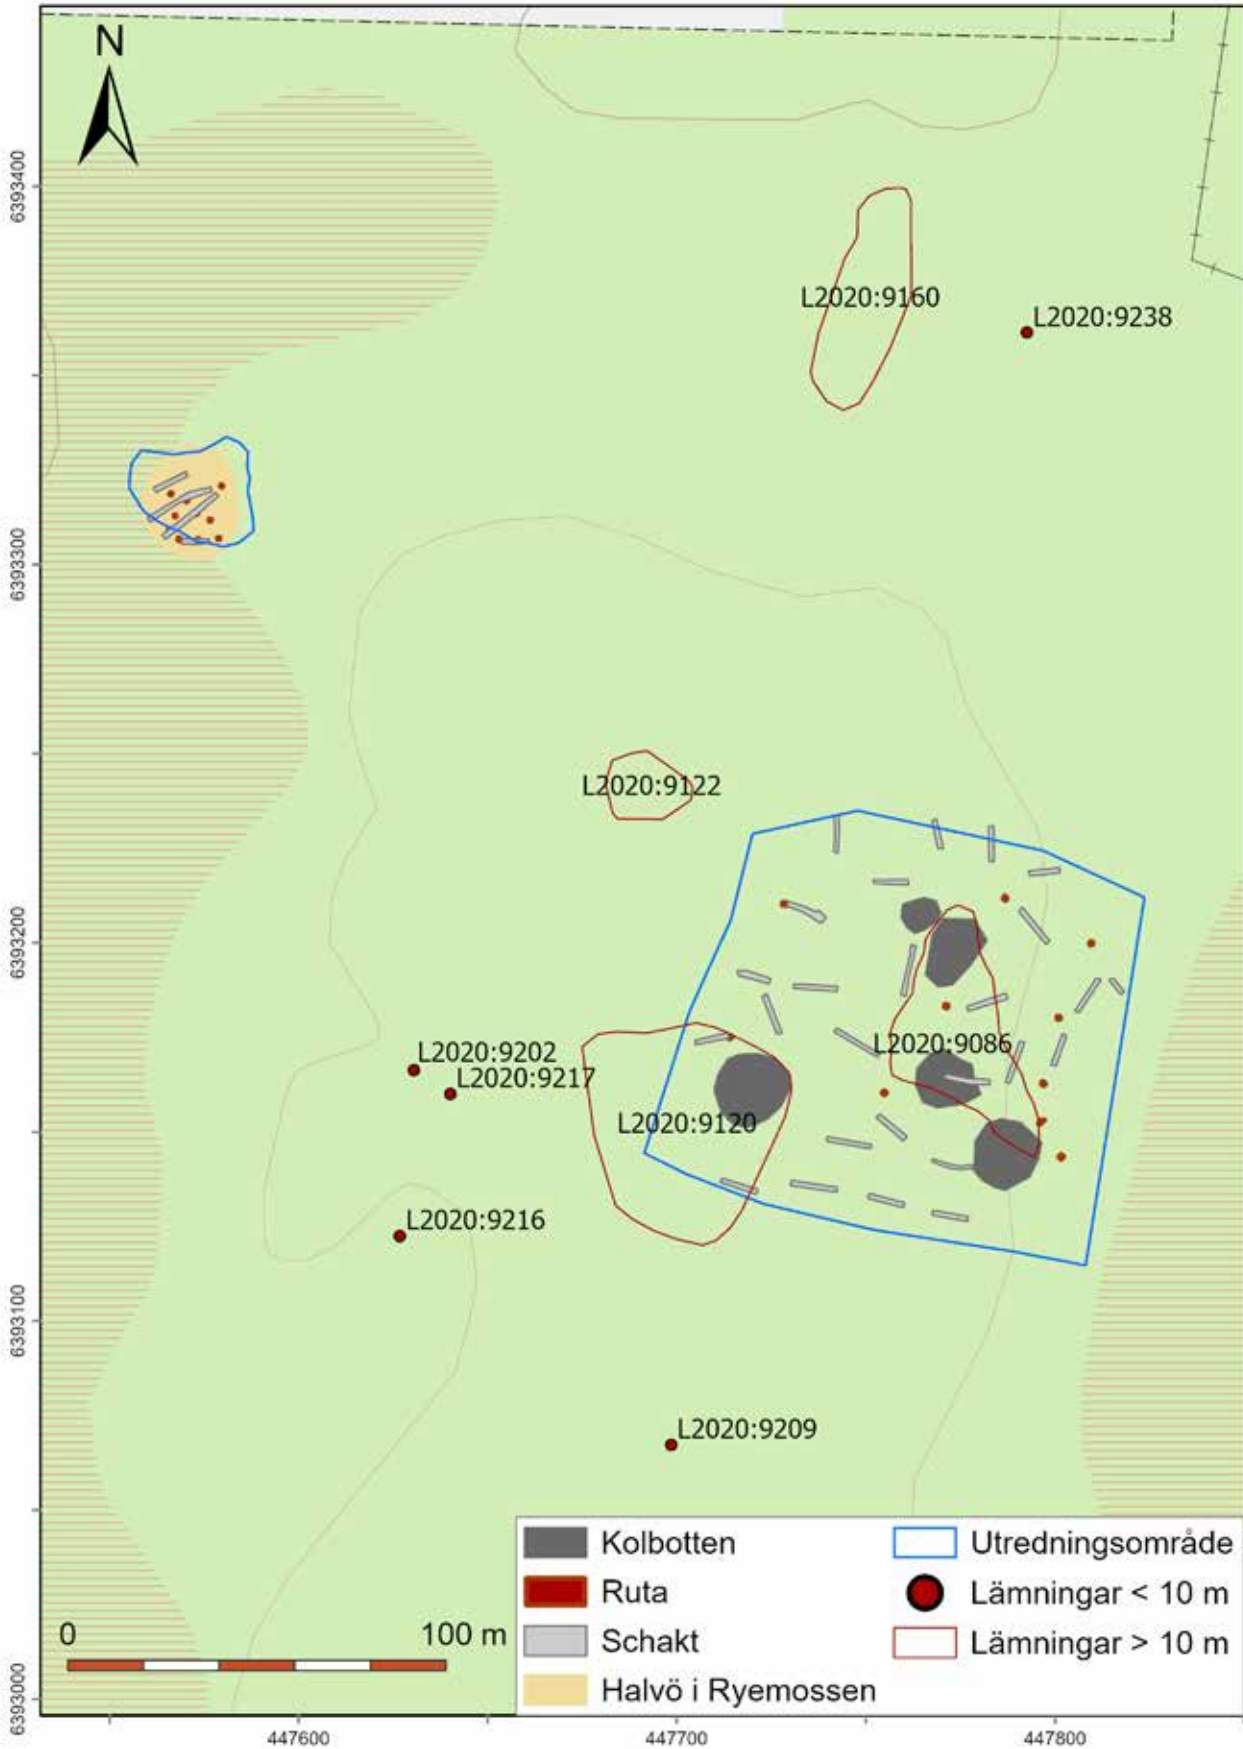 N
6393400
L2020:9160
L2020:9238
6393300
L2020:9122
6393200
L2020:9086
L2020:9202
L2020:9217
L2020:9120
L2020:9216
6393100
L2020:9209
Kolbotten
Utredningsområde
Ruta
Lämningar < 10 m
0
100 m
Schakt
Lämningar > 10 m
Halvö i Ryemossen
6393000
447600
447700
447800